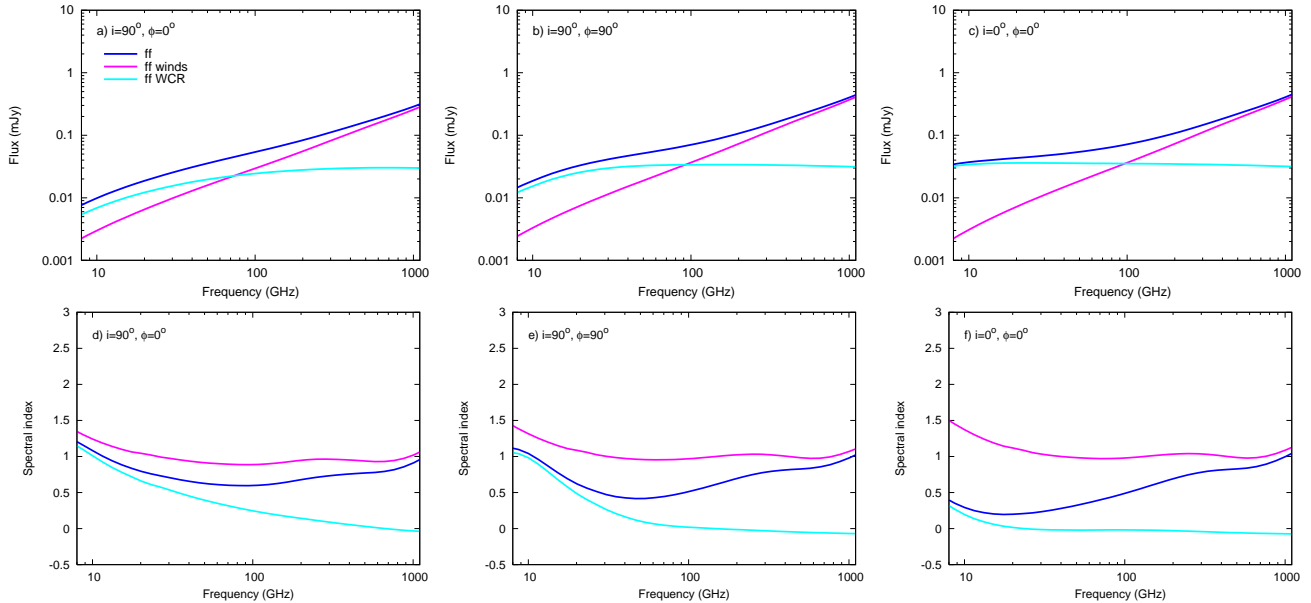 a) i=90°, ϕ=0°
ff
ff winds
ff WCR
10
1
0.1
0.01
0.001
Flux (mJy)
10 100 1000
Frequency (GHz)
b) i=90°, ϕ=90°
10
1
0.1
0.01
0.001
Flux (mJy)
10 100 1000
Frequency (GHz)
c) i=0°, ϕ=0°
10
1
0.1
0.01
0.001
Flux (mJy)
10 100 1000
Frequency (GHz)
d) i=90°, ϕ=0°
3
2.5
2
1.5
1
0.5
0
-0.5
Spectral index
10 100 1000
Frequency (GHz)
e) i=90°, ϕ=90°
3
2.5
2
1.5
1
0.5
0
-0.5
Spectral index
10 100 1000
Frequency (GHz)
f) i=0°, ϕ=0°
3
2.5
2
1.5
1
0.5
0
-0.5
Spectral index
10 100 1000
Frequency (GHz)